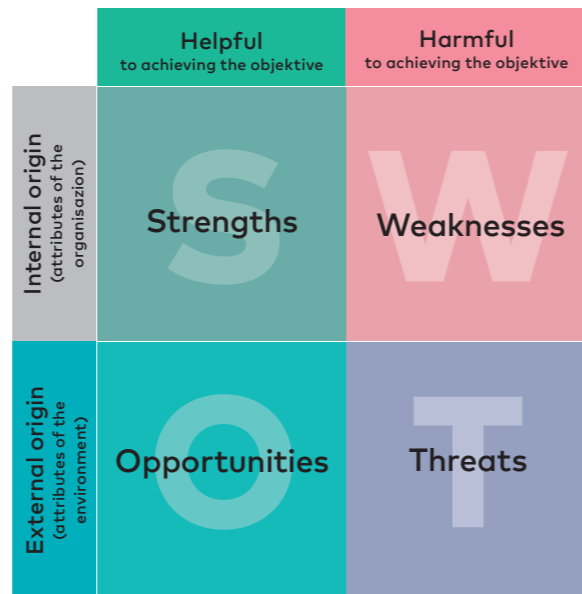 Helpful
to achieving the objektive
Harmful
to achieving the objektive
Internal origin
(attributes of the
organisazion)
S
Strengths
W
Weaknesses
External origin
(attributes of the
environment)
O
Opportunities
T
Threats